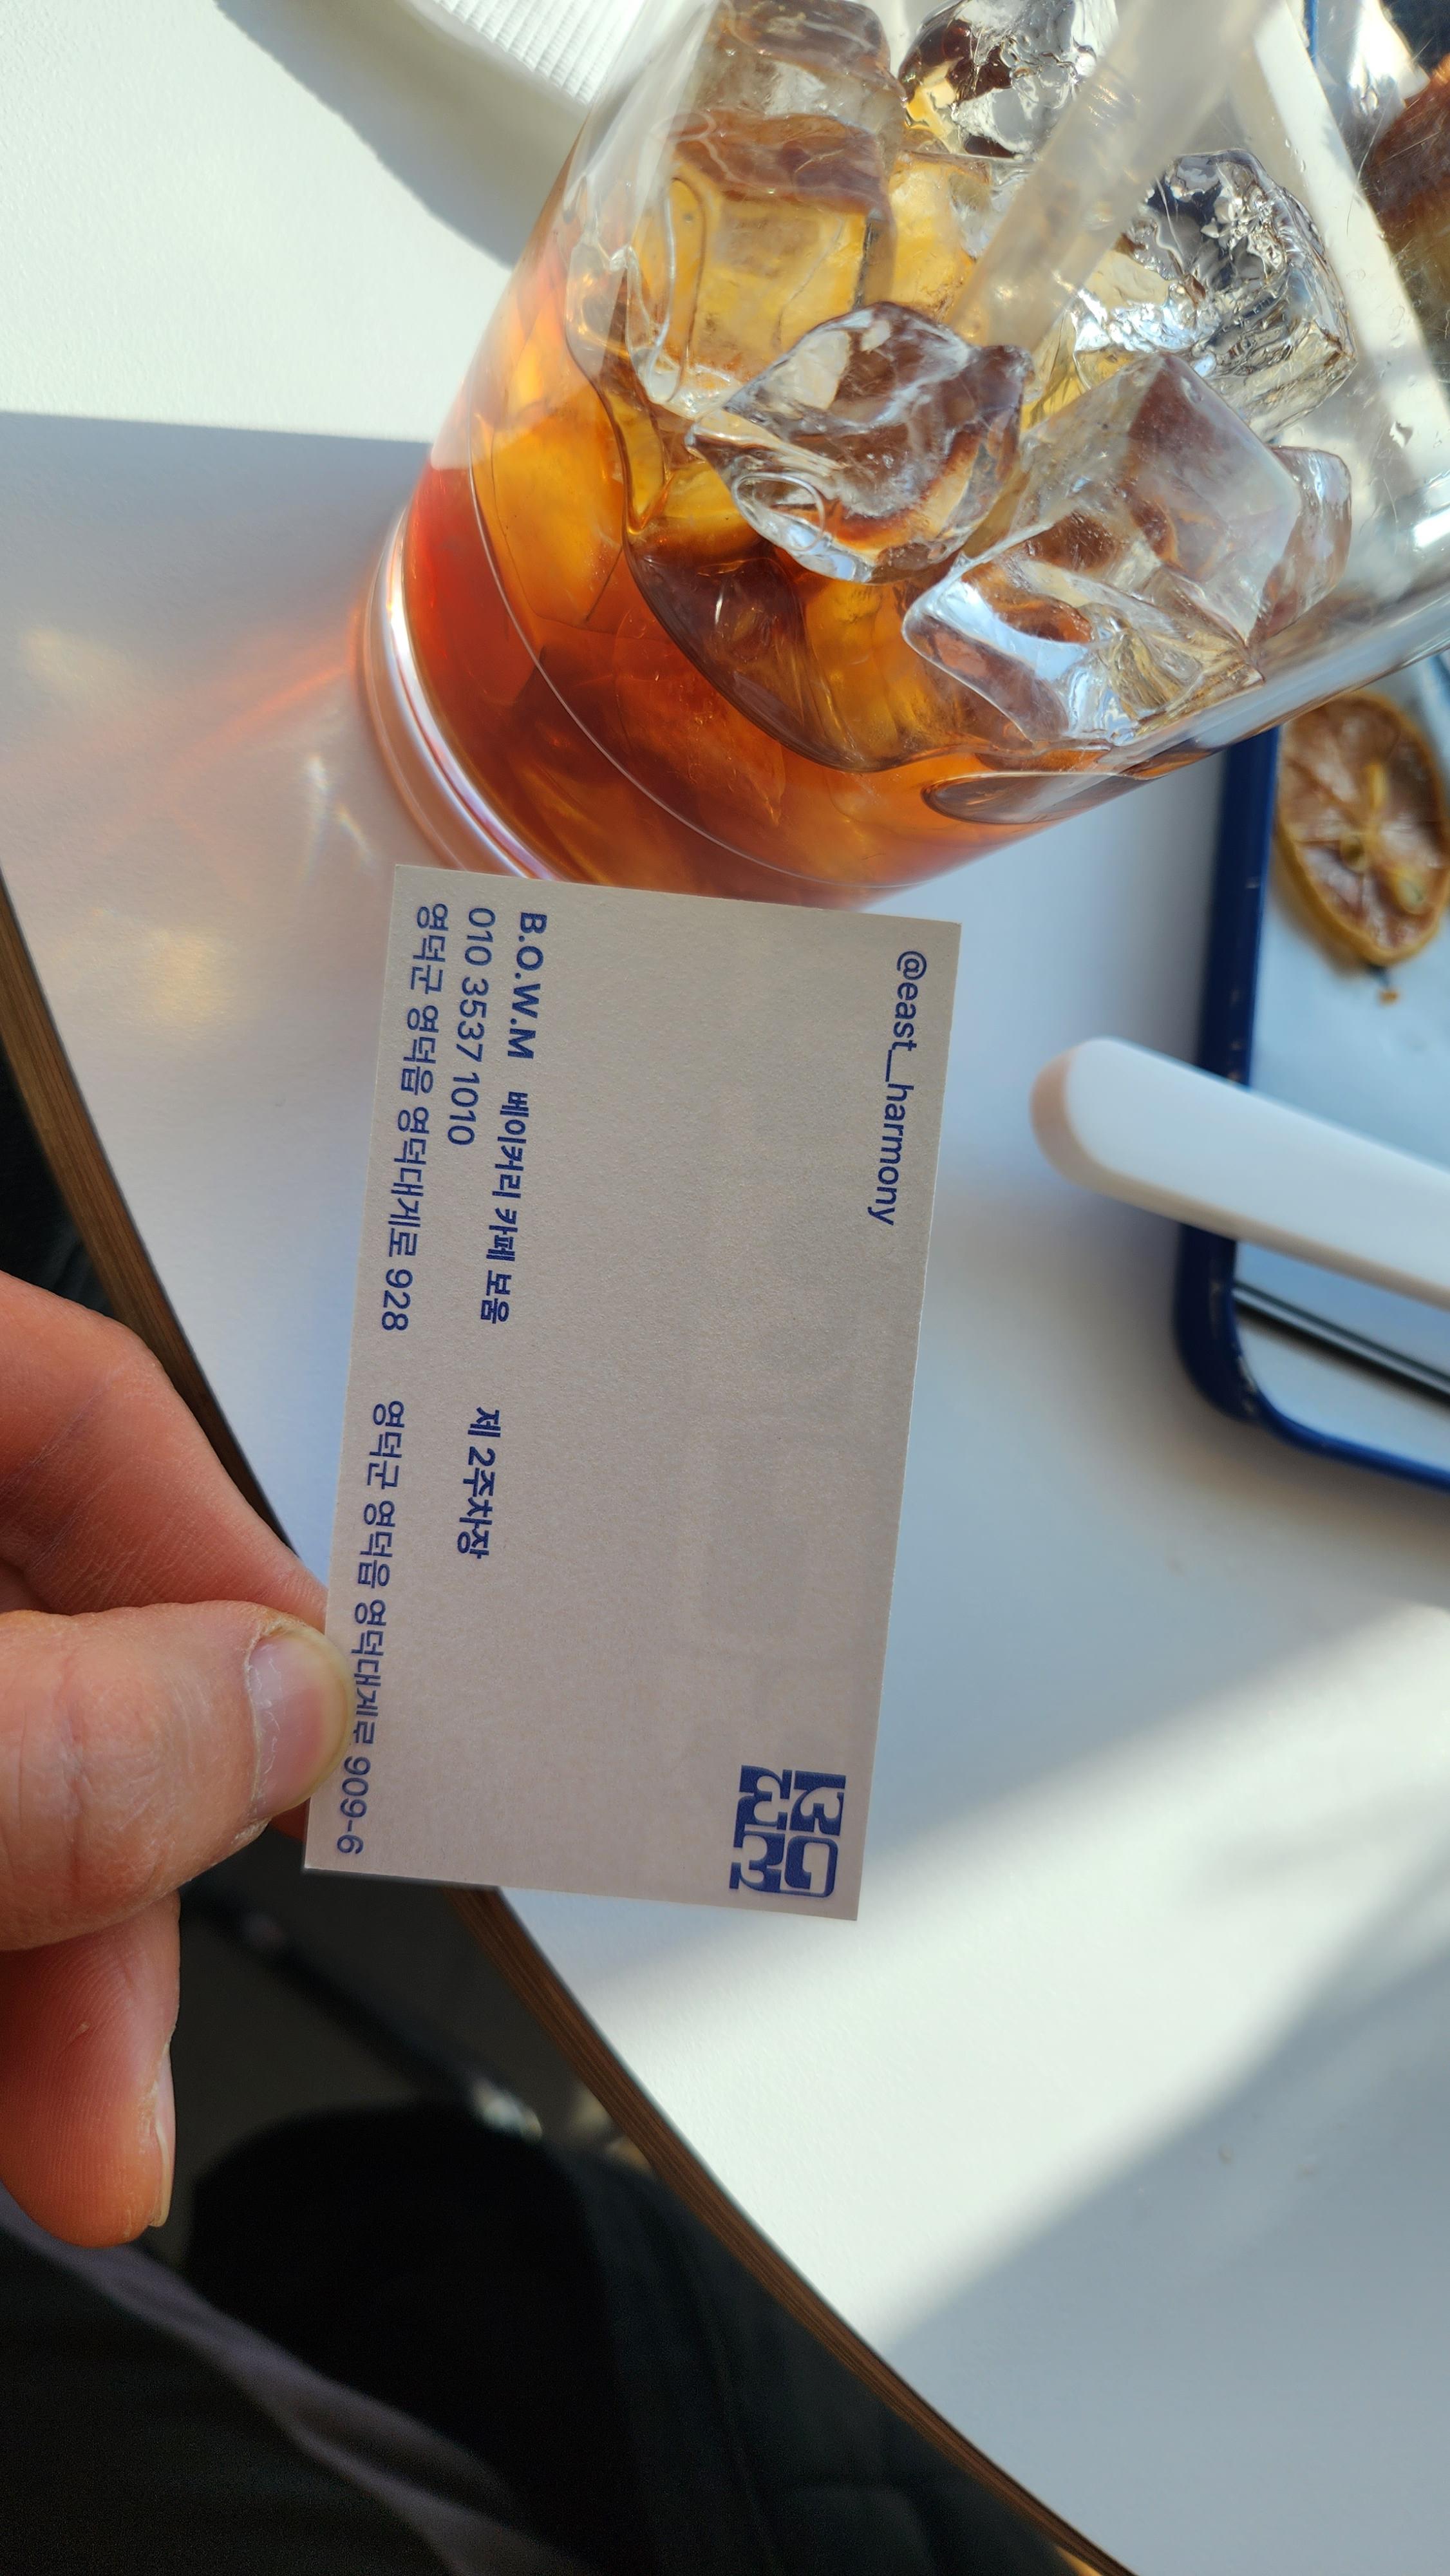 @east_harmony
B.O.W.M 베이커리 카페 보움
010 3537 1010
영덕군 영덕읍 영덕대게로 928
제 2주차장
영덕군 영덕읍 영덕대게로 909-6
BO
WM